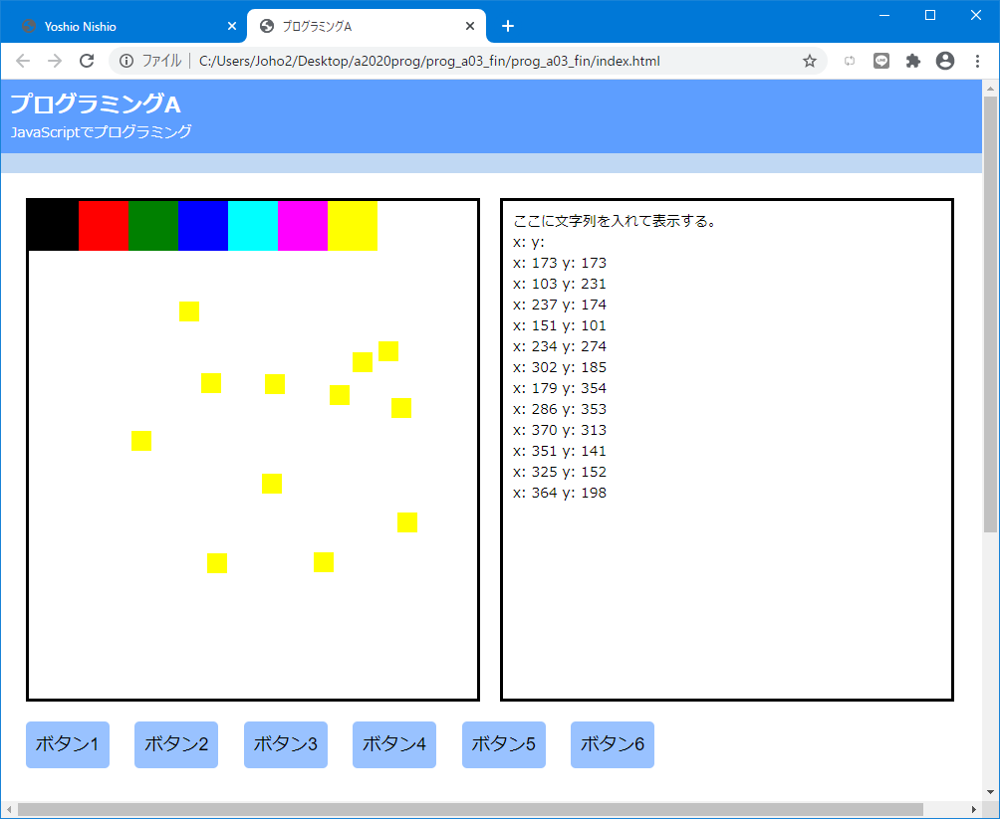 Yoshio Nishio
プログラミングA
ファイル C:/Users/Joho2/Desktop/a2020prog/prog_a03_fin/prog_a03_fin/index.html
プログラミングA
JavaScriptでプログラミング
ここに文字列を入れて表示する。
x: y:
x: 173 y: 173
x: 103 y: 231
x: 237 y: 174
x: 151 y: 101
x: 234 y: 274
x: 302 y: 185
x: 179 y: 354
x: 286 y: 353
x: 370 y: 313
x: 351 y: 141
x: 325 y: 152
x: 364 y: 198
ボタン1 ボタン2 ボタン3 ボタン4 ボタン5 ボタン6